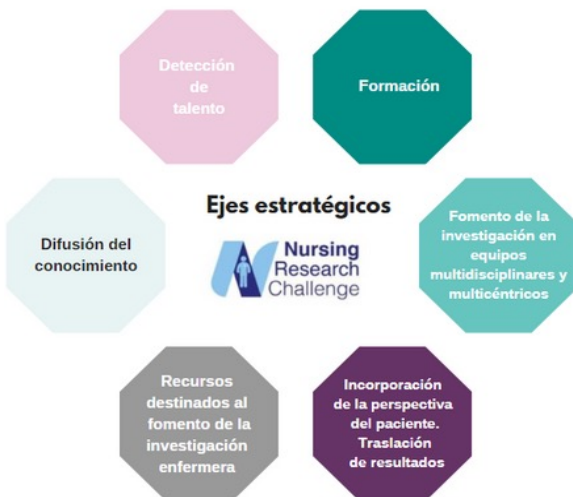 Detección
de
talento
Formación
Ejes estratégicos
Nursing
Research
Challenge
Difusión del
conocimiento
Fomento de la
investigación en
equipos
multidisciplinares y
multicéntricos
Recursos
destinados al
fomento de la
investigación
enfermera
Incorporación
de la perspectiva
del paciente.
Traslación
de resultados